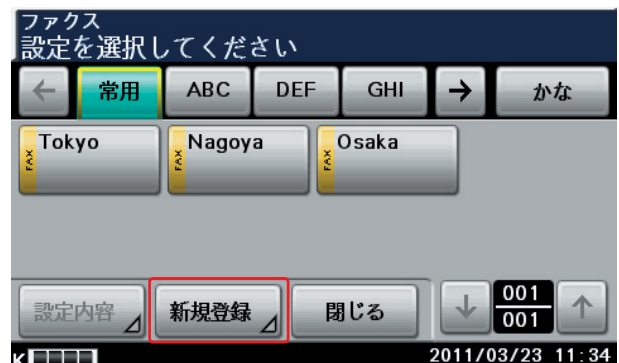 ファクス
設定を選択してください
← 常用 ABC DEF GHI → かな
FAX Tokyo FAX Nagoya FAX Osaka
設定内容 新規登録 閉じる ↓ 001 ↑
001
K 2011/03/23 11:34